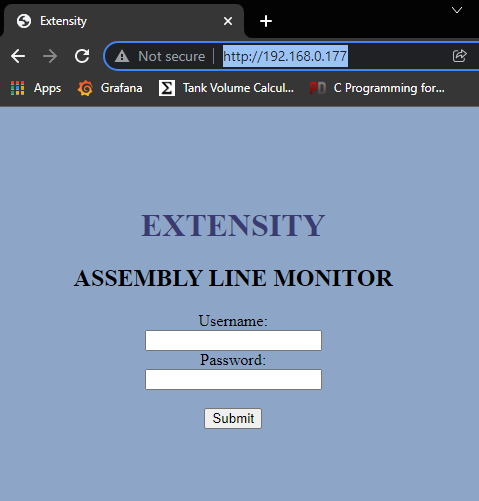 Extensity
Not secure | http://192.168.0.177
Apps Grafana Tank Volume Calcul... C Programming for...
EXTENSITY
ASSEMBLY LINE MONITOR
Username:
Password:
Submit